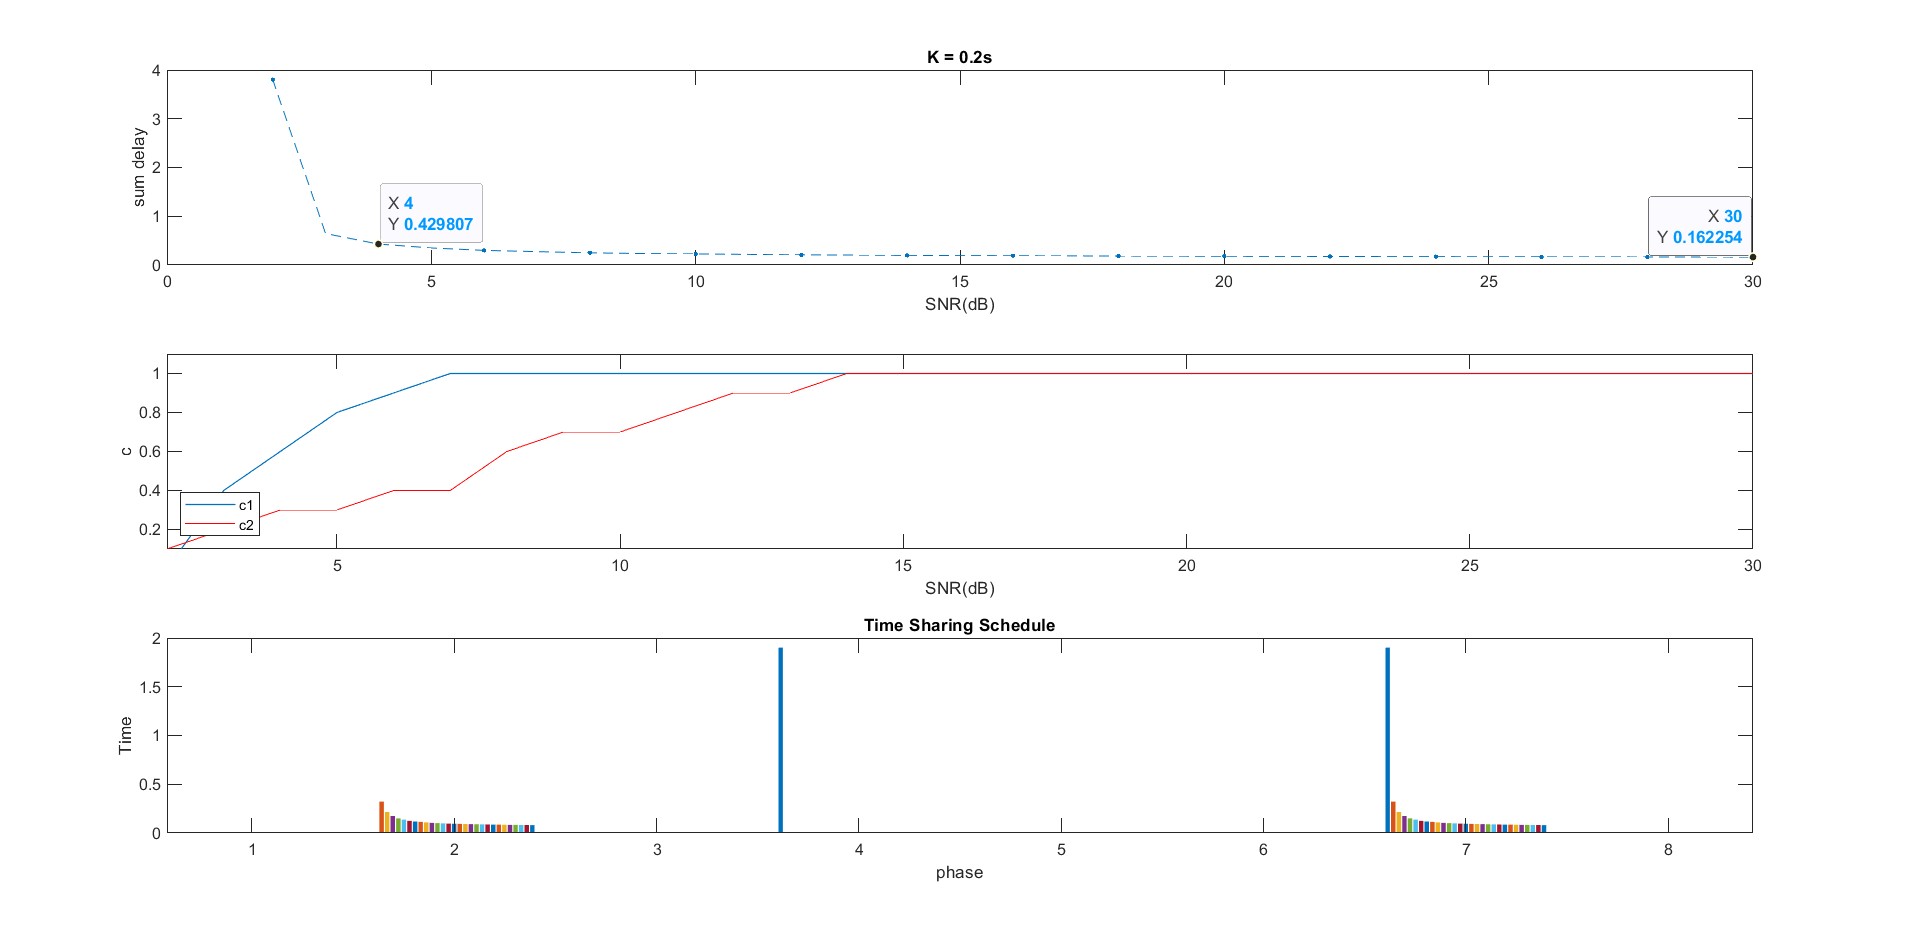 K = 0.2s
4
3
2
1
0
sum delay
X 4
Y 0.429807
X 30
Y 0.162254
0 5 10 15 20 25 30
SNR(dB)
1
0.8
0.6
0.4
0.2
c
c1
c2
5 10 15 20 25 30
SNR(dB)
Time Sharing Schedule
2
1.5
1
0.5
0
Time
1 2 3 4 5 6 7 8
phase